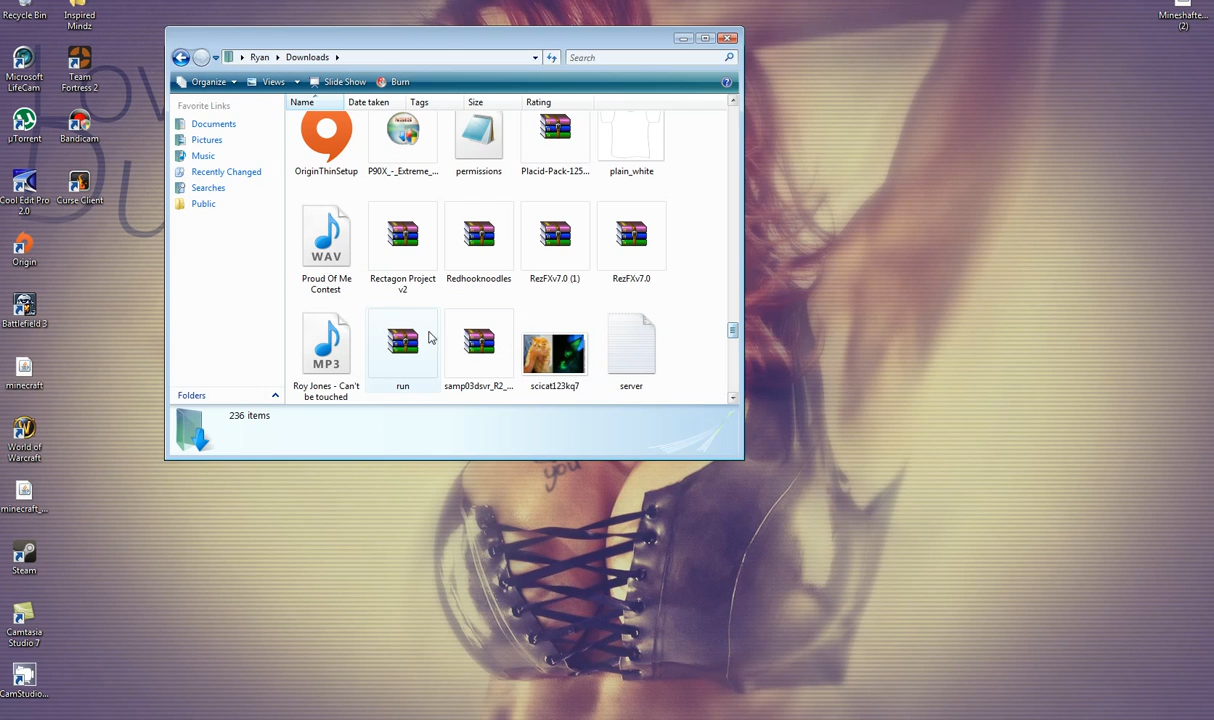 Recycle Bin
Inspired
Mindz
Mineshafte...
(2)
Microsoft
LifeCam
Team
Fortress 2
µTorrent
Bandicam
Cool Edit Pro
2.0
Curse Client
Origin
Battlefield 3
minecraft
World of
Warcraft
minecraft_...
Steam
Camtasia
Studio 7
CamStudio...
Ryan
Downloads
Search
Organize
Views
Slide Show
Burn
Favorite Links
Documents
Pictures
Music
Recently Changed
Searches
Public
Folders
Name
Date taken
Tags
Size
Rating
OriginThinSetup
P90X_-_Extreme_...
permissions
Placid-Pack-125...
plain_white
WAV
Proud Of Me
Contest
Rectagon Project
v2
Redhooknoodles
RezFXv7.0 (1)
RezFXv7.0
MP3
Roy Jones - Can't
be touched
run
samp03dsvr_R2_...
scicat123kq7
server
236 items
you